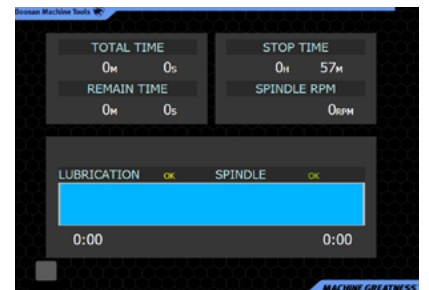 Doosan Machine Tools
TOTAL TIME
0M 0S
REMAIN TIME
0M 0S
STOP TIME
0H 57M
SPINDLE RPM
0RPM
LUBRICATION OK SPINDLE OK
0:00 0:00
MACHINE GREATNESS